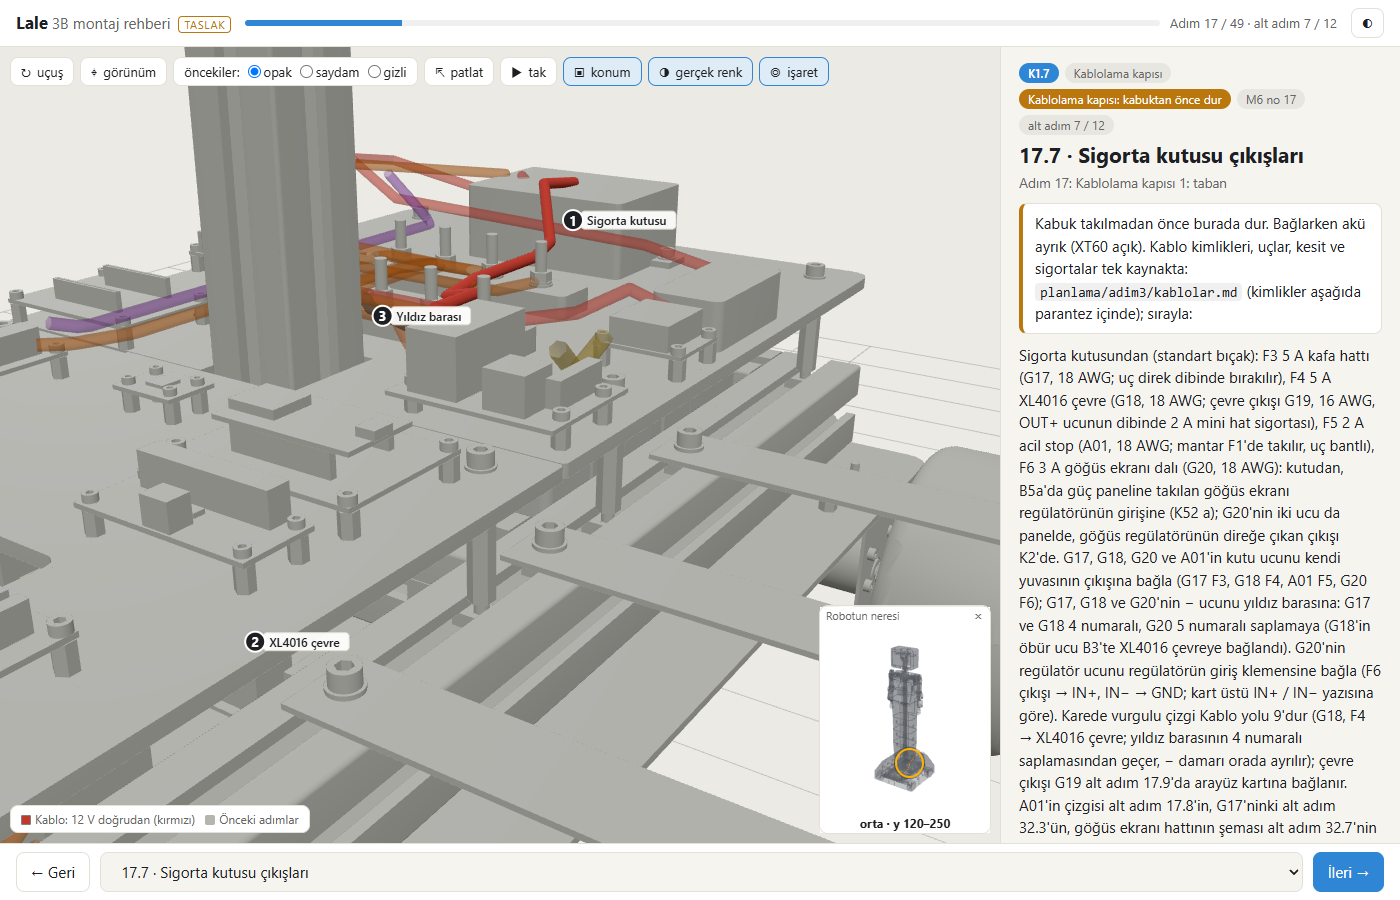 Lale 3B montaj rehberi TASLAK
Adım 17 / 49 · alt adım 7 / 12
↻ uçuş
⌖ görünüm
öncekiler: opak saydam gizli
⇱ patlat
▶ tak
▣ konum
◑ gerçek renk
◎ işaret
1 Sigorta kutusu
3 Yıldız barası
2 XL4016 çevre
Kablo: 12 V doğrudan (kırmızı) Önceki adımlar
Robotun neresi ×
orta · y 120–250
K1.7 Kablolama kapısı
Kablolama kapısı: kabuktan önce dur M6 no 17
alt adım 7 / 12
17.7 · Sigorta kutusu çıkışları
Adım 17: Kablolama kapısı 1: taban
Kabuk takılmadan önce burada dur. Bağlarken akü
ayrık (XT60 açık). Kablo kimlikleri, uçlar, kesit ve
sigortalar tek kaynakta:
planlama/adim3/kablolar.md (kimlikler aşağıda
parantez içinde); sırayla:
Sigorta kutusundan (standart bıçak): F3 5 A kafa hattı
(G17, 18 AWG; uç direk dibinde bırakılır), F4 5 A
XL4016 çevre (G18, 18 AWG; çevre çıkışı G19, 16 AWG,
OUT+ ucunun dibinde 2 A mini hat sigortası), F5 2 A
acil stop (A01, 18 AWG; mantar F1'de takılır, uç bantlı),
F6 3 A göğüs ekranı dalı (G20, 18 AWG): kutudan,
B5a'da güç paneline takılan göğüs ekranı
regülatörünün girişine (K52 a); G20'nin iki ucu da
panelde, göğüs regülatörünün direğe çıkan çıkışı
K2'de. G17, G18, G20 ve A01'in kutu ucunu kendi
yuvasının çıkışına bağla (G17 F3, G18 F4, A01 F5, G20
F6); G17, G18 ve G20'nin − ucunu yıldız barasına: G17
ve G18 4 numaralı, G20 5 numaralı saplamaya (G18'in
öbür ucu B3'te XL4016 çevreye bağlandı). G20'nin
regülatör ucunu regülatörün giriş klemensine bağla (F6
çıkışı → IN+, IN− → GND; kart üstü IN+ / IN− yazısına
göre). Karede vurgulu çizgi Kablo yolu 9'dur (G18, F4
→ XL4016 çevre; yıldız barasının 4 numaralı
saplamasından geçer, − damarı orada ayrılır); çevre
çıkışı G19 alt adım 17.9'da arayüz kartına bağlanır.
A01'in çizgisi alt adım 17.8'in, G17'ninki alt adım
32.3'ün, göğüs ekranı hattının şeması alt adım 32.7'nin
← Geri
17.7 · Sigorta kutusu çıkışları
İleri →